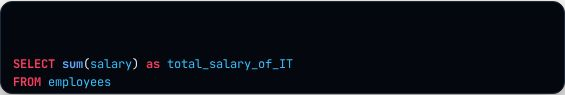 SELECT sum(salary) as total_salary_of_IT
FROM employees